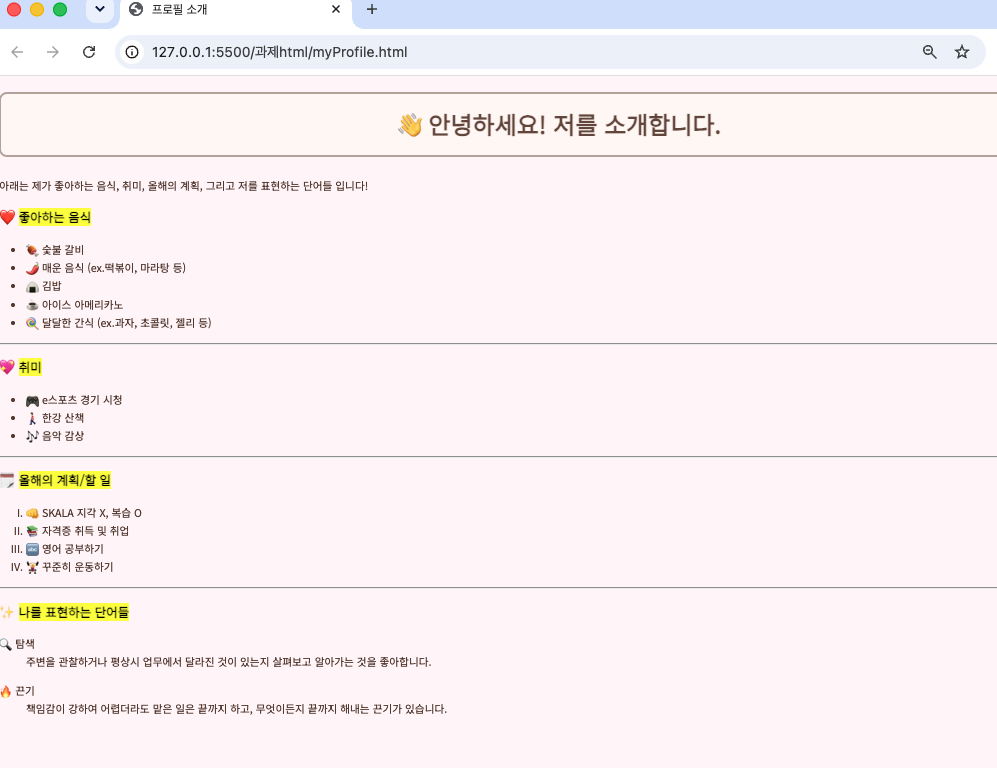 프로필 소개
127.0.0.1:5500/과제html/myProfile.html
👋 안녕하세요! 저를 소개합니다.
아래는 제가 좋아하는 음식, 취미, 올해의 계획, 그리고 저를 표현하는 단어들 입니다!
❤️ 좋아하는 음식
• 🍖 숯불 갈비
• 🌶️ 매운 음식 (ex.떡볶이, 마라탕 등)
• 🍙 김밥
• ☕ 아이스 아메리카노
• 🍭 달달한 간식 (ex.과자, 초콜릿, 젤리 등)
💖 취미
• 🎮 e스포츠 경기 시청
• 🚶 한강 산책
• 🎶 음악 감상
🗓️ 올해의 계획/할 일
I. 👊 SKALA 지각 X, 복습 O
II. 📚 자격증 취득 및 취업
III. 🔤 영어 공부하기
IV. 🏋️ 꾸준히 운동하기
✨ 나를 표현하는 단어들
🔍 탐색
주변을 관찰하거나 평상시 업무에서 달라진 것이 있는지 살펴보고 알아가는 것을 좋아합니다.
🔥 끈기
책임감이 강하여 어렵더라도 맡은 일은 끝까지 하고, 무엇이든지 끝까지 해내는 끈기가 있습니다.